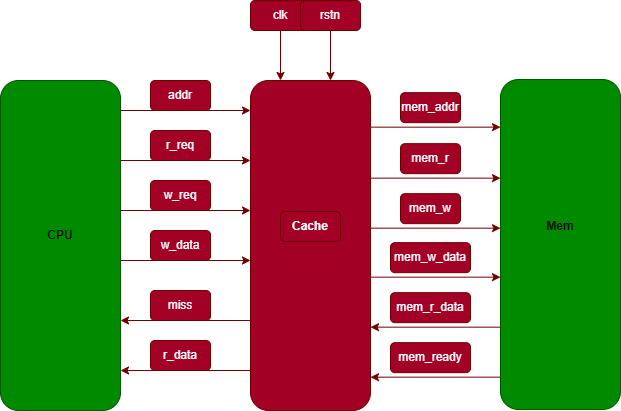 clk
rstn
addr
r_req
w_req
w_data
miss
r_data
CPU
Cache
mem_addr
mem_r
mem_w
mem_w_data
mem_r_data
mem_ready
Mem